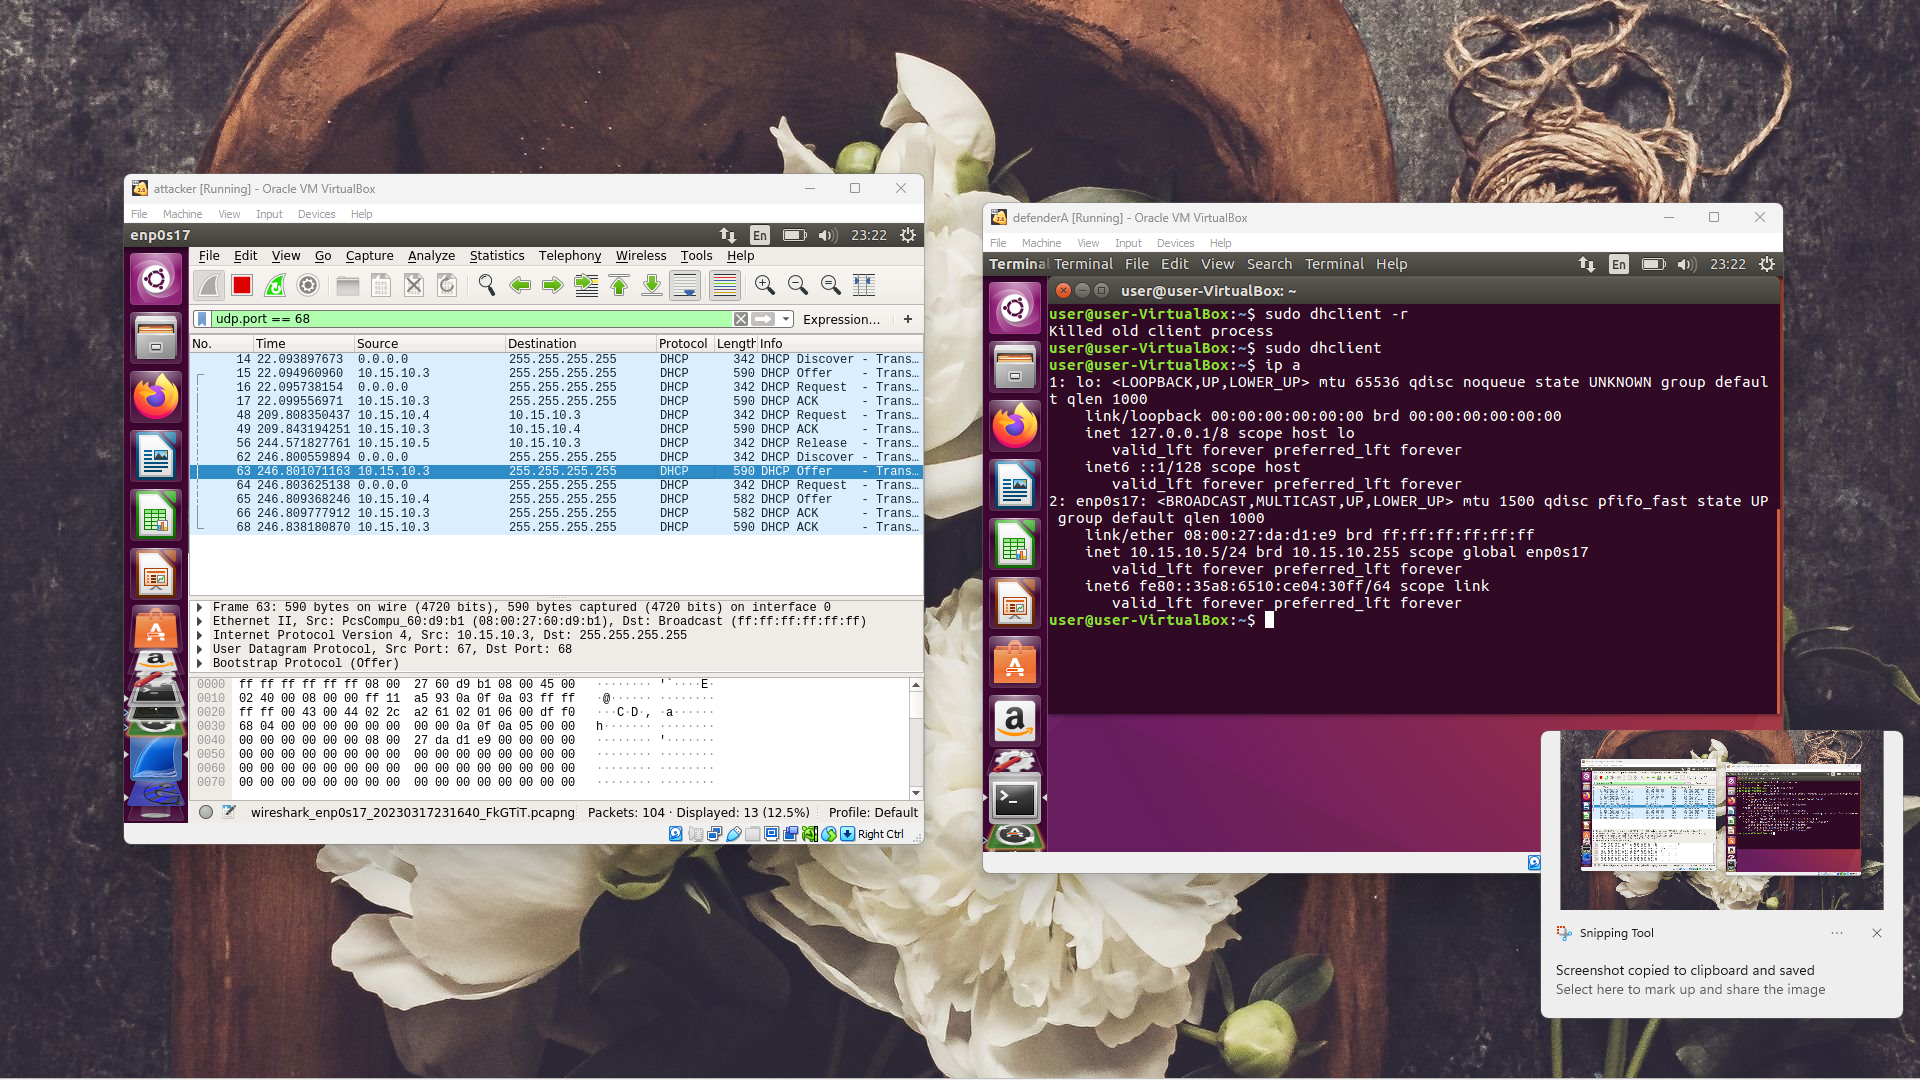 attacker [Running] - Oracle VM VirtualBox
File Machine View Input Devices Help
enp0s17 En 23:22
File Edit View Go Capture Analyze Statistics Telephony Wireless Tools Help
udp.port == 68 Expression… +
No. Time Source Destination Protocol Length Info
14 22.093897673 0.0.0.0 255.255.255.255 DHCP 342 DHCP Discover - Trans…
15 22.094960960 10.15.10.3 255.255.255.255 DHCP 590 DHCP Offer - Trans…
16 22.095738154 0.0.0.0 255.255.255.255 DHCP 342 DHCP Request - Trans…
17 22.099556971 10.15.10.3 255.255.255.255 DHCP 590 DHCP ACK - Trans…
48 209.808350437 10.15.10.4 10.15.10.3 DHCP 342 DHCP Request - Trans…
49 209.843194251 10.15.10.3 10.15.10.4 DHCP 590 DHCP ACK - Trans…
56 244.571827761 10.15.10.5 10.15.10.3 DHCP 342 DHCP Release - Trans…
62 246.800559894 0.0.0.0 255.255.255.255 DHCP 342 DHCP Discover - Trans…
63 246.801071163 10.15.10.3 255.255.255.255 DHCP 590 DHCP Offer - Trans…
64 246.803625138 0.0.0.0 255.255.255.255 DHCP 342 DHCP Request - Trans…
65 246.809368246 10.15.10.4 255.255.255.255 DHCP 582 DHCP Offer - Trans…
66 246.809777912 10.15.10.3 255.255.255.255 DHCP 582 DHCP ACK - Trans…
68 246.838180870 10.15.10.3 255.255.255.255 DHCP 590 DHCP ACK - Trans…
Frame 63: 590 bytes on wire (4720 bits), 590 bytes captured (4720 bits) on interface 0
Ethernet II, Src: PcsCompu_60:d9:b1 (08:00:27:60:d9:b1), Dst: Broadcast (ff:ff:ff:ff:ff:ff)
Internet Protocol Version 4, Src: 10.15.10.3, Dst: 255.255.255.255
User Datagram Protocol, Src Port: 67, Dst Port: 68
Bootstrap Protocol (Offer)
0000 ff ff ff ff ff ff 08 00 27 60 d9 b1 08 00 45 00 ········ '`····E·
0010 02 40 00 08 00 00 ff 11 a5 93 0a 0f 0a 03 ff ff ·@······ ········
0020 ff ff 00 43 00 44 02 2c a2 61 02 01 06 00 df f0 ···C·D·, ·a······
0030 68 04 00 00 00 00 00 00 00 00 0a 0f 0a 05 00 00 h······· ········
0040 00 00 00 00 00 00 08 00 27 da d1 e9 00 00 00 00 ········ '·······
0050 00 00 00 00 00 00 00 00 00 00 00 00 00 00 00 00 ········ ········
0060 00 00 00 00 00 00 00 00 00 00 00 00 00 00 00 00 ········ ········
0070 00 00 00 00 00 00 00 00 00 00 00 00 00 00 00 00 ········ ········
wireshark_enp0s17_20230317231640_FkGTiT.pcapng Packets: 104 · Displayed: 13 (12.5%) Profile: Default
Right Ctrl
defenderA [Running] - Oracle VM VirtualBox
File Machine View Input Devices Help
Terminal Terminal File Edit View Search Terminal Help En 23:22
user@user-VirtualBox: ~
user@user-VirtualBox:~$ sudo dhclient -r
Killed old client process
user@user-VirtualBox:~$ sudo dhclient
user@user-VirtualBox:~$ ip a
1: lo: <LOOPBACK,UP,LOWER_UP> mtu 65536 qdisc noqueue state UNKNOWN group defaul
t qlen 1000
link/loopback 00:00:00:00:00:00 brd 00:00:00:00:00:00
inet 127.0.0.1/8 scope host lo
valid_lft forever preferred_lft forever
inet6 ::1/128 scope host
valid_lft forever preferred_lft forever
2: enp0s17: <BROADCAST,MULTICAST,UP,LOWER_UP> mtu 1500 qdisc pfifo_fast state UP
group default qlen 1000
link/ether 08:00:27:da:d1:e9 brd ff:ff:ff:ff:ff:ff
inet 10.15.10.5/24 brd 10.15.10.255 scope global enp0s17
valid_lft forever preferred_lft forever
inet6 fe80::35a8:6510:ce04:30ff/64 scope link
valid_lft forever preferred_lft forever
user@user-VirtualBox:~$
Snipping Tool
Screenshot copied to clipboard and saved
Select here to mark up and share the image